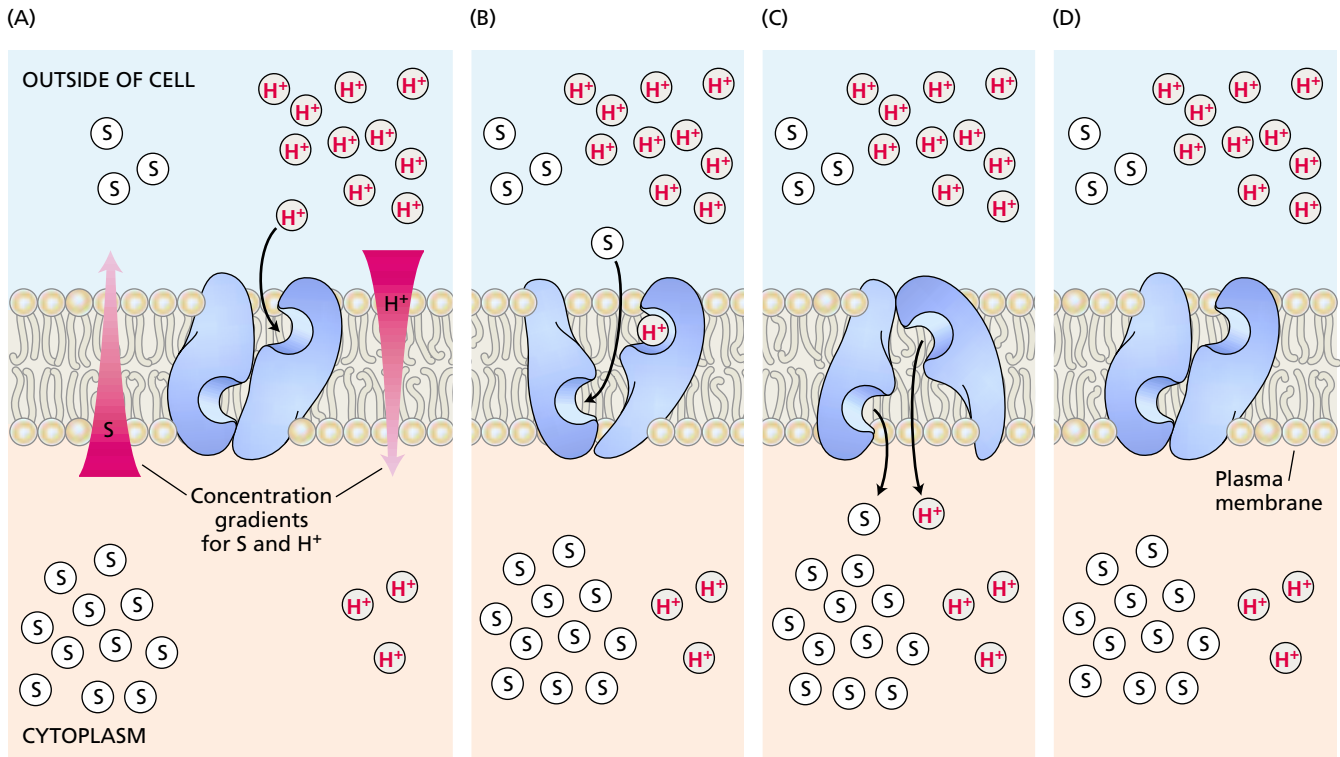 (A)
OUTSIDE OF CELL
H⁺ H⁺ H⁺
H⁺
S
H⁺ H⁺ H⁺
S S
H⁺
H⁺ H⁺
H⁺
H⁺
S
Concentration
gradients
for S and H⁺
S S
S S
S S S S
S S S
H⁺ H⁺
H⁺
CYTOPLASM
(B)
H⁺ H⁺ H⁺
H⁺
S
H⁺ H⁺ H⁺
S S
H⁺
H⁺ H⁺
S
H⁺
S S
S S
S S S S
S S S
H⁺ H⁺
H⁺
(C)
H⁺ H⁺ H⁺
H⁺
S
H⁺ H⁺ H⁺
S S
H⁺
H⁺ H⁺
S H⁺
S S
S S
S S S S
S S S
H⁺ H⁺
H⁺
(D)
H⁺ H⁺ H⁺
H⁺
S
H⁺ H⁺ H⁺
S S
H⁺
H⁺ H⁺
Plasma
membrane
S S
S S
S S S S
S S S
H⁺ H⁺
H⁺